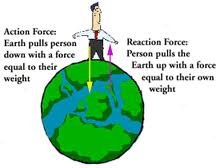 Action Force:
Earth pulls person
down with a force
equal to their
weight
Reaction Force:
Person pulls the
Earth up with a force
equal to their own
weight